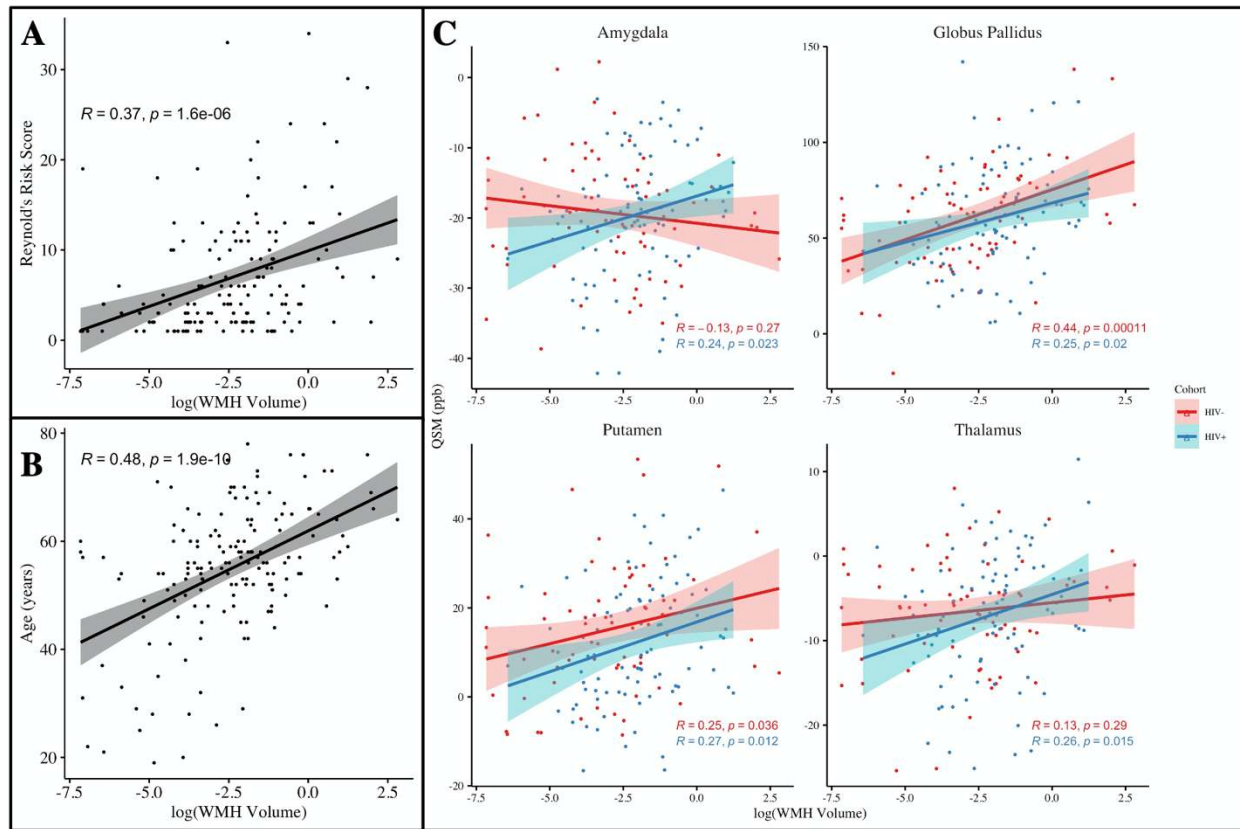 A
Reynold's Risk Score
30
20
10
0
R = 0.37, p = 1.6e-06
-7.5 -5.0 -2.5 0.0 2.5
log(WMH Volume)
B
Age (years)
80
60
40
20
R = 0.48, p = 1.9e-10
-7.5 -5.0 -2.5 0.0 2.5
log(WMH Volume)
C
QSM (ppb)
Amygdala
0
-10
-20
-30
-40
R = -0.13, p = 0.27
R = 0.24, p = 0.023
-7.5 -5.0 -2.5 0.0 2.5
Globus Pallidus
150
100
50
0
R = 0.44, p = 0.00011
R = 0.25, p = 0.02
-7.5 -5.0 -2.5 0.0 2.5
Putamen
40
20
0
-20
R = 0.25, p = 0.036
R = 0.27, p = 0.012
-7.5 -5.0 -2.5 0.0 2.5
Thalamus
10
0
-10
-20
R = 0.13, p = 0.29
R = 0.26, p = 0.015
-7.5 -5.0 -2.5 0.0 2.5
log(WMH Volume)
Cohort
HIV-
HIV+